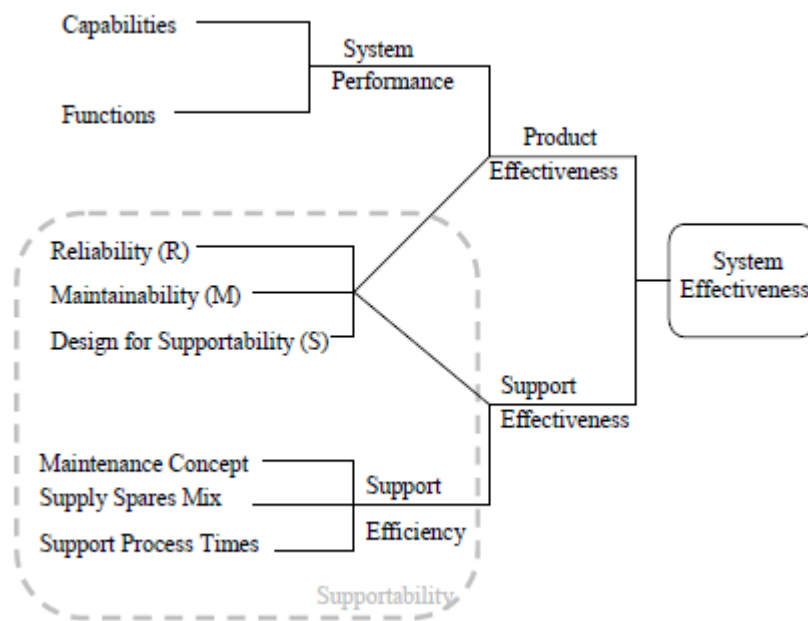 Capabilities
System
Performance
Functions
Product
Effectiveness
Reliability (R)
Maintainability (M)
Design for Supportability (S)
System
Effectiveness
Support
Effectiveness
Maintenance Concept
Supply Spares Mix
Support Process Times
Support
Efficiency
Supportability